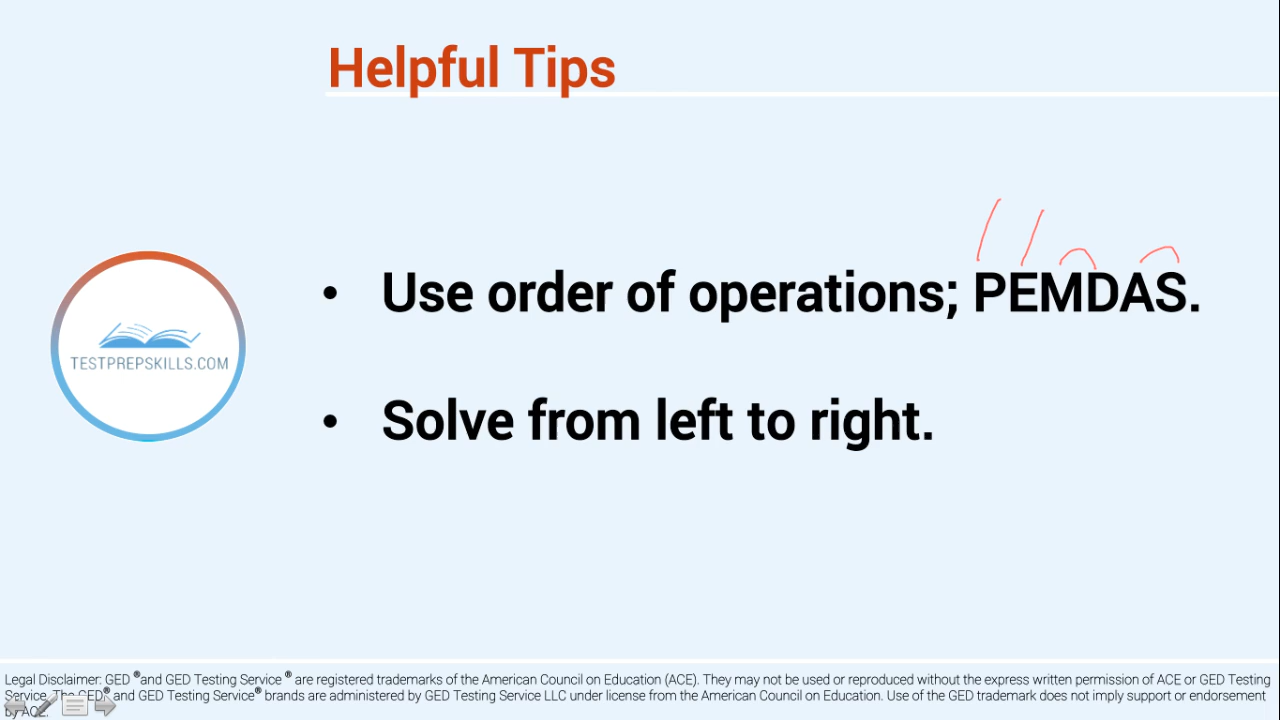 Helpful Tips
• Use order of operations; PEMDAS.
• Solve from left to right.
TESTPREPSKILLS.COM
Legal Disclaimer: GED ® and GED Testing Service ® are registered trademarks of the American Council on Education (ACE). They may not be used or reproduced without the express written permission of ACE or GED Testing
Service. The GED® and GED Testing Service® brands are administered by GED Testing Service LLC under license from the American Council on Education. Use of the GED trademark does not imply support or endorsement
by ACE.